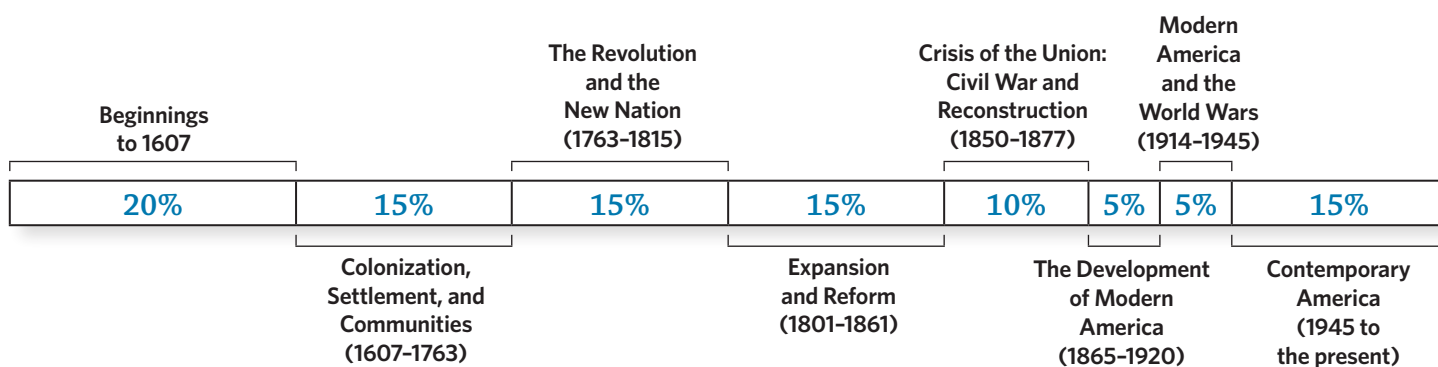 Beginnings
to 1607
The Revolution
and the
New Nation
(1763–1815)
Crisis of the Union:
Civil War and
Reconstruction
(1850–1877)
Modern
America
and the
World Wars
(1914–1945)
20%
15%
15%
15%
10%
5%
5%
15%
Colonization,
Settlement, and
Communities
(1607–1763)
Expansion
and Reform
(1801–1861)
The Development
of Modern
America
(1865–1920)
Contemporary
America
(1945 to
the present)